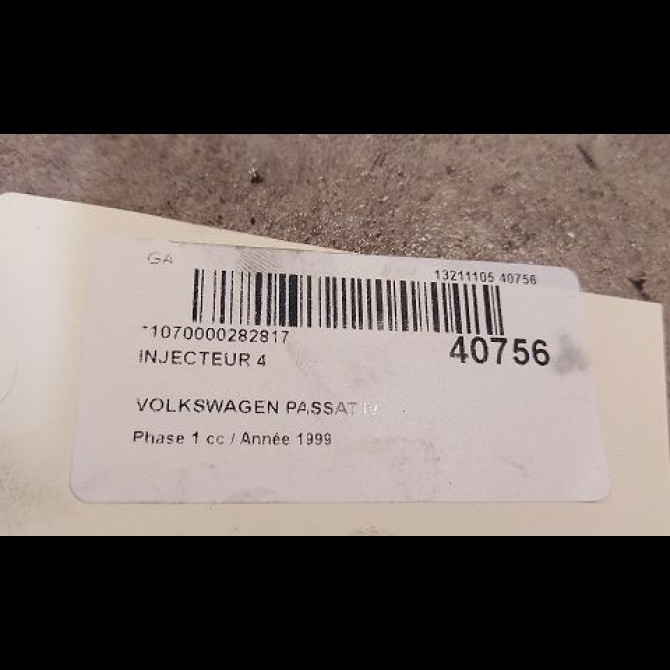 GA
13211105 40756
*1070000282817
40756
INJECTEUR 4
VOLKSWAGEN PASSAT IV
Phase 1 cc / Année 1999